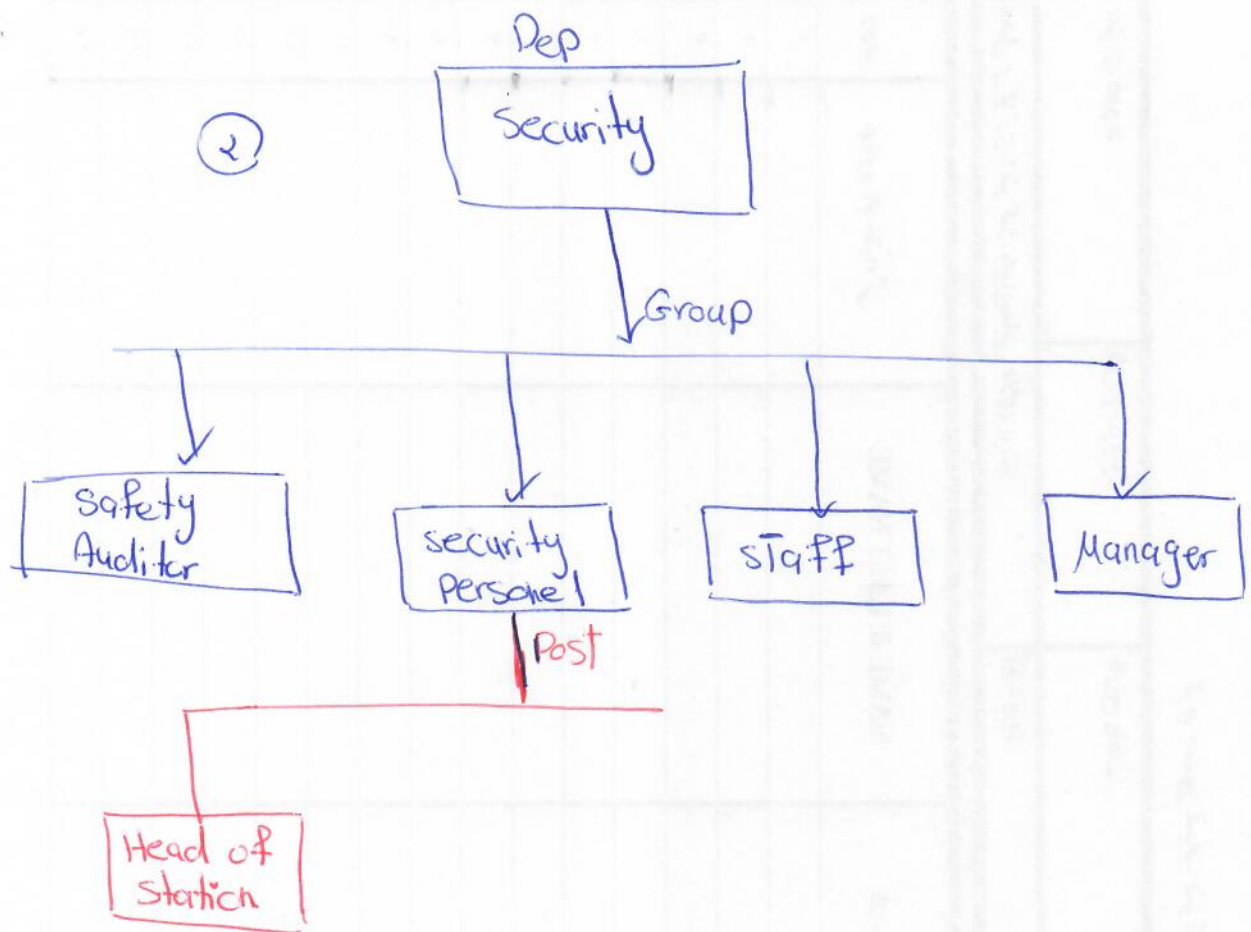 Dep
Security
2
Group
Safety
Auditor
security
Personel
staff
Manager
Post
Head of
Station